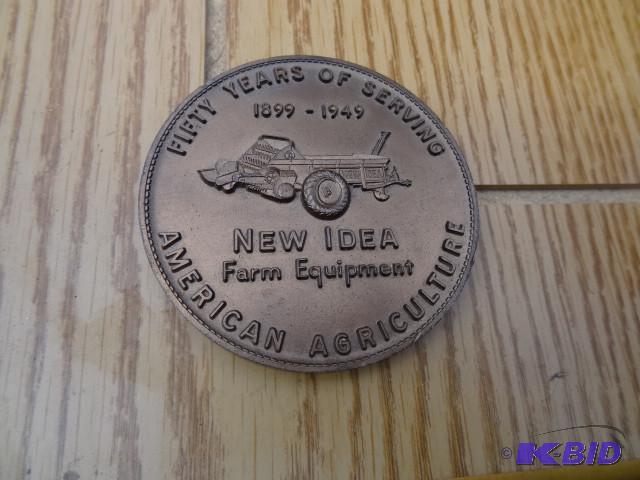 FIFTY YEARS OF SERVING
1899 - 1949
NEW IDEA
Farm Equipment
AMERICAN AGRICULTURE
© K-BID